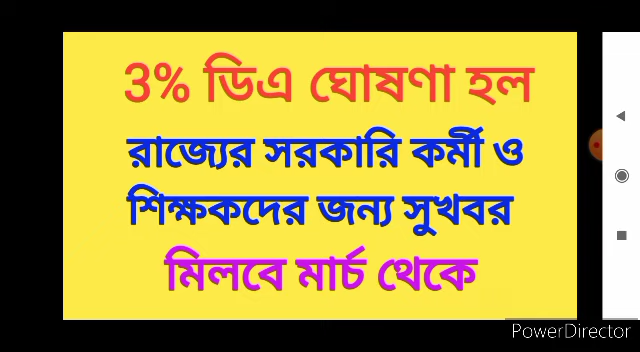 3% ডিএ ঘোষণা হল
রাজ্যের সরকারি কর্মী ও
শিক্ষকদের জন্য সুখবর
মিলবে মার্চ থেকে
PowerDirector